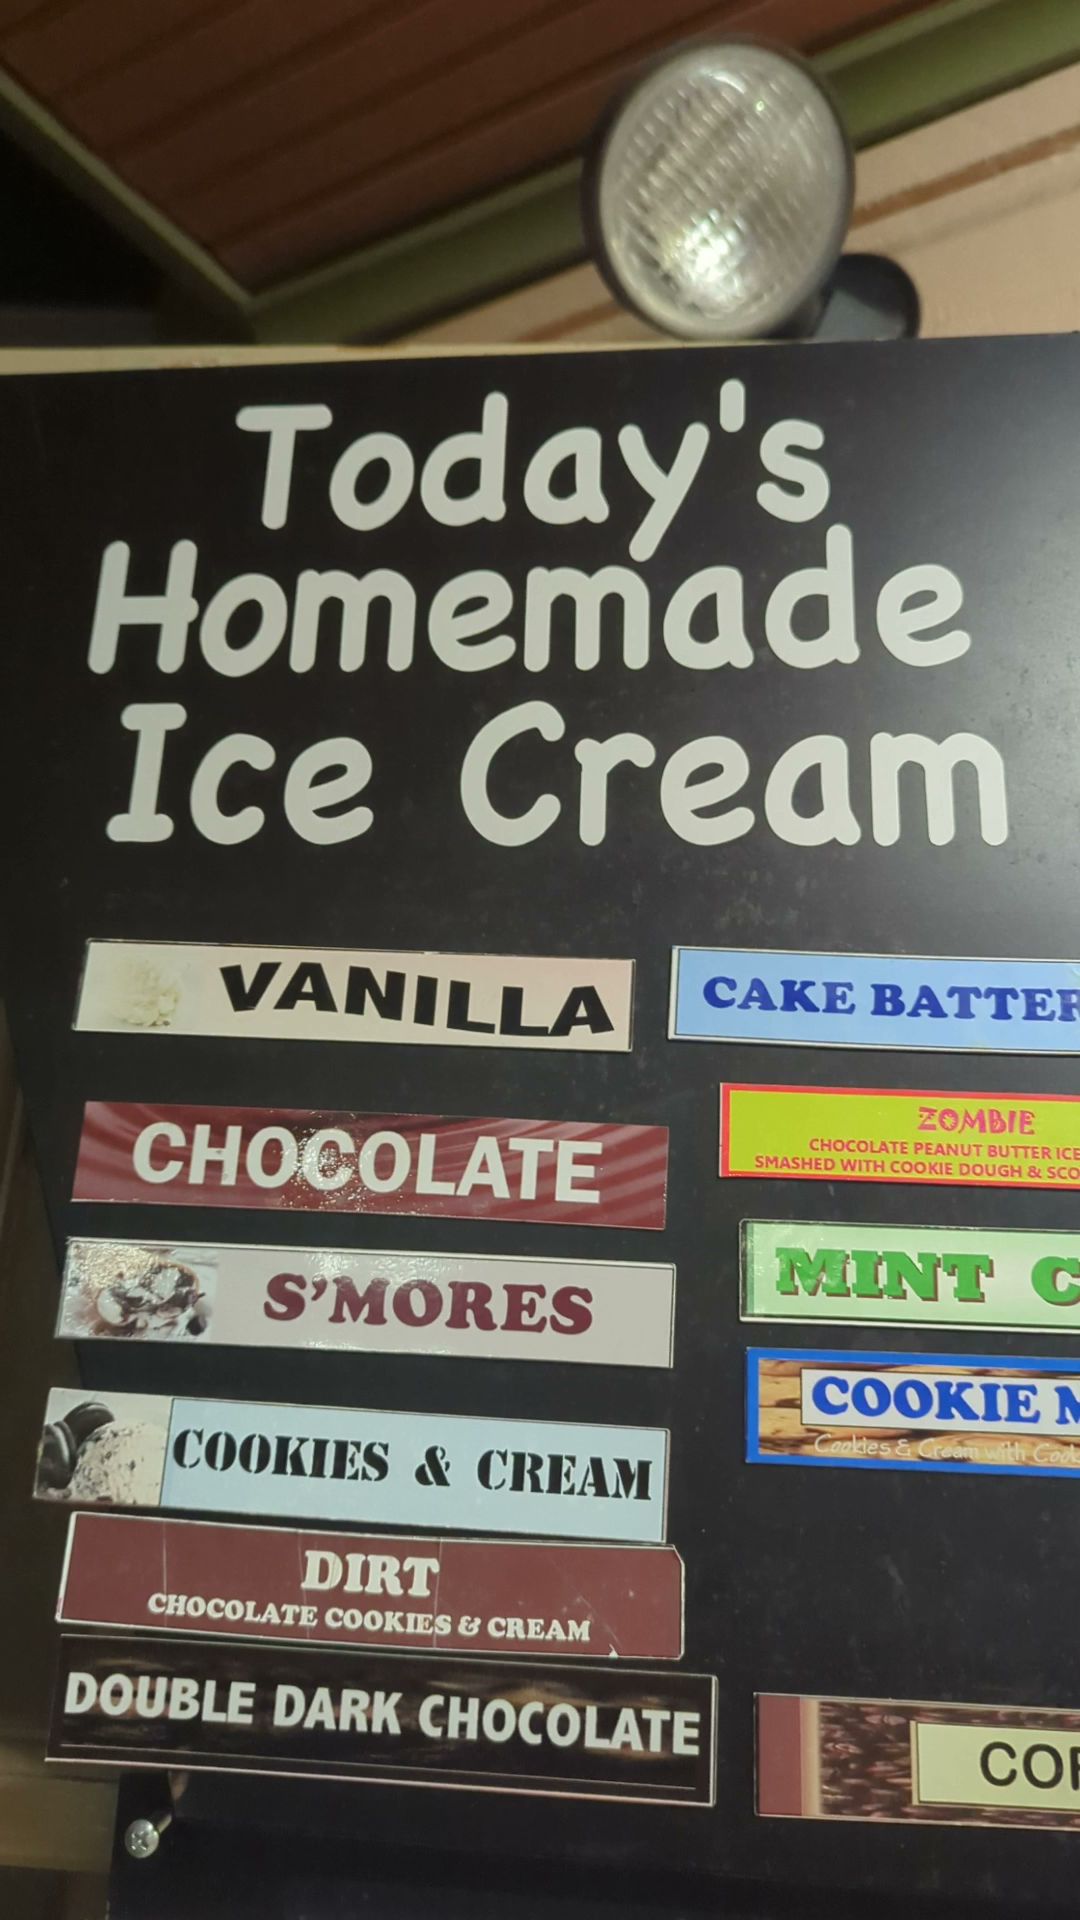 Today's
Homemade
Ice Cream
VANILLA
CHOCOLATE
S'MORES
COOKIES & CREAM
DIRT
CHOCOLATE COOKIES & CREAM
DOUBLE DARK CHOCOLATE
CAKE BATTER
ZOMBIE
CHOCOLATE PEANUT BUTTER ICE
SMASHED WITH COOKIE DOUGH &
MINT
COOKIE
Cookies & Cream with